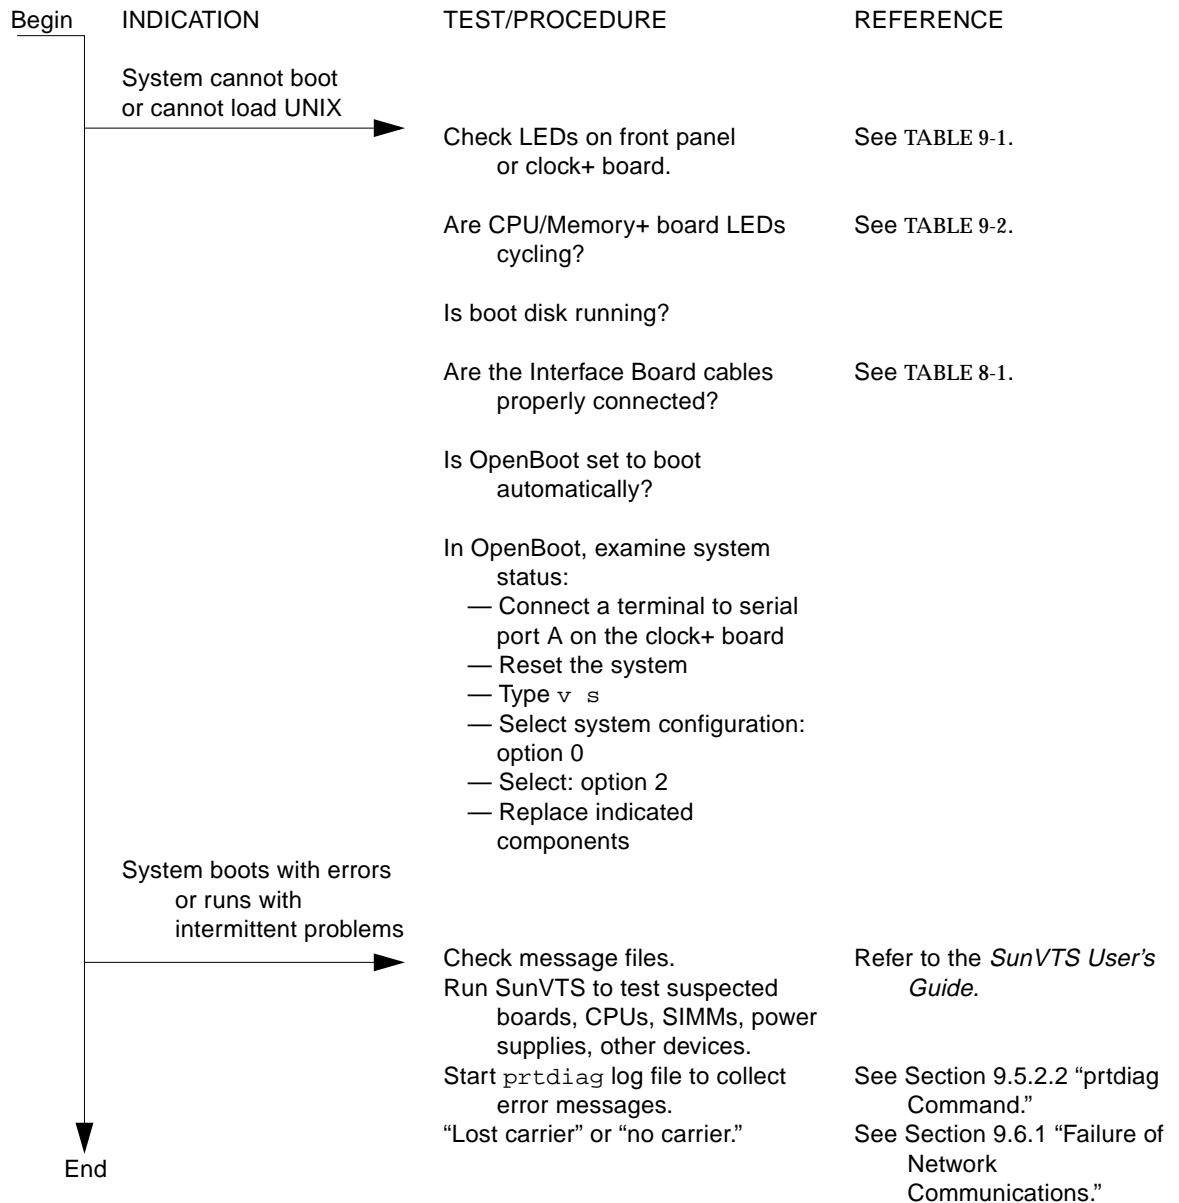 Begin INDICATION TEST/PROCEDURE REFERENCE
System cannot boot
or cannot load UNIX
Check LEDs on front panel See TABLE 9-1.
or clock+ board.
Are CPU/Memory+ board LEDs See TABLE 9-2.
cycling?
Is boot disk running?
Are the Interface Board cables See TABLE 8-1.
properly connected?
Is OpenBoot set to boot
automatically?
In OpenBoot, examine system
status:
— Connect a terminal to serial
port A on the clock+ board
— Reset the system
— Type v s
— Select system configuration:
option 0
— Select: option 2
— Replace indicated
components
System boots with errors
or runs with
intermittent problems
Check message files. Refer to the SunVTS User's
Run SunVTS to test suspected Guide.
boards, CPUs, SIMMs, power
supplies, other devices.
Start prtdiag log file to collect See Section 9.5.2.2 “prtdiag
error messages. Command.”
“Lost carrier” or “no carrier.” See Section 9.6.1 “Failure of
End Network
Communications.”